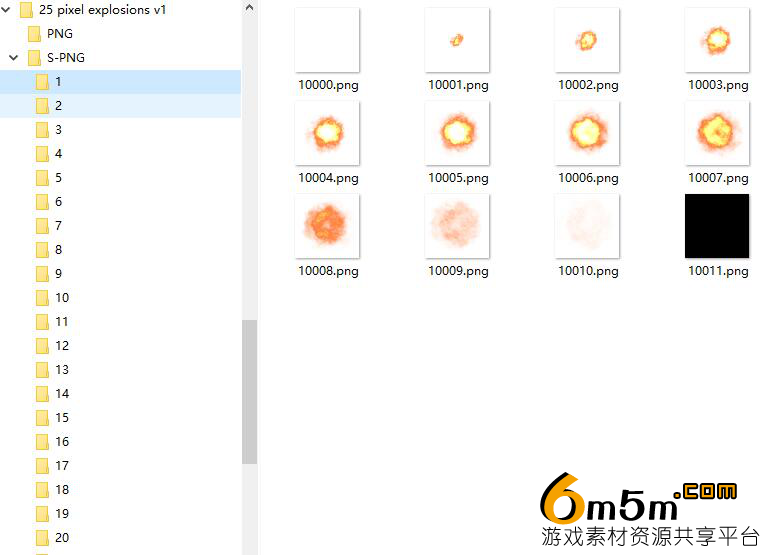 25 pixel explosions v1
PNG
S-PNG
1
2
3
4
5
6
7
8
9
10
11
12
13
14
15
16
17
18
19
20
10000.png 10001.png 10002.png 10003.png
10004.png 10005.png 10006.png 10007.png
10008.png 10009.png 10010.png 10011.png
6m5m.com
游戏素材资源共享平台